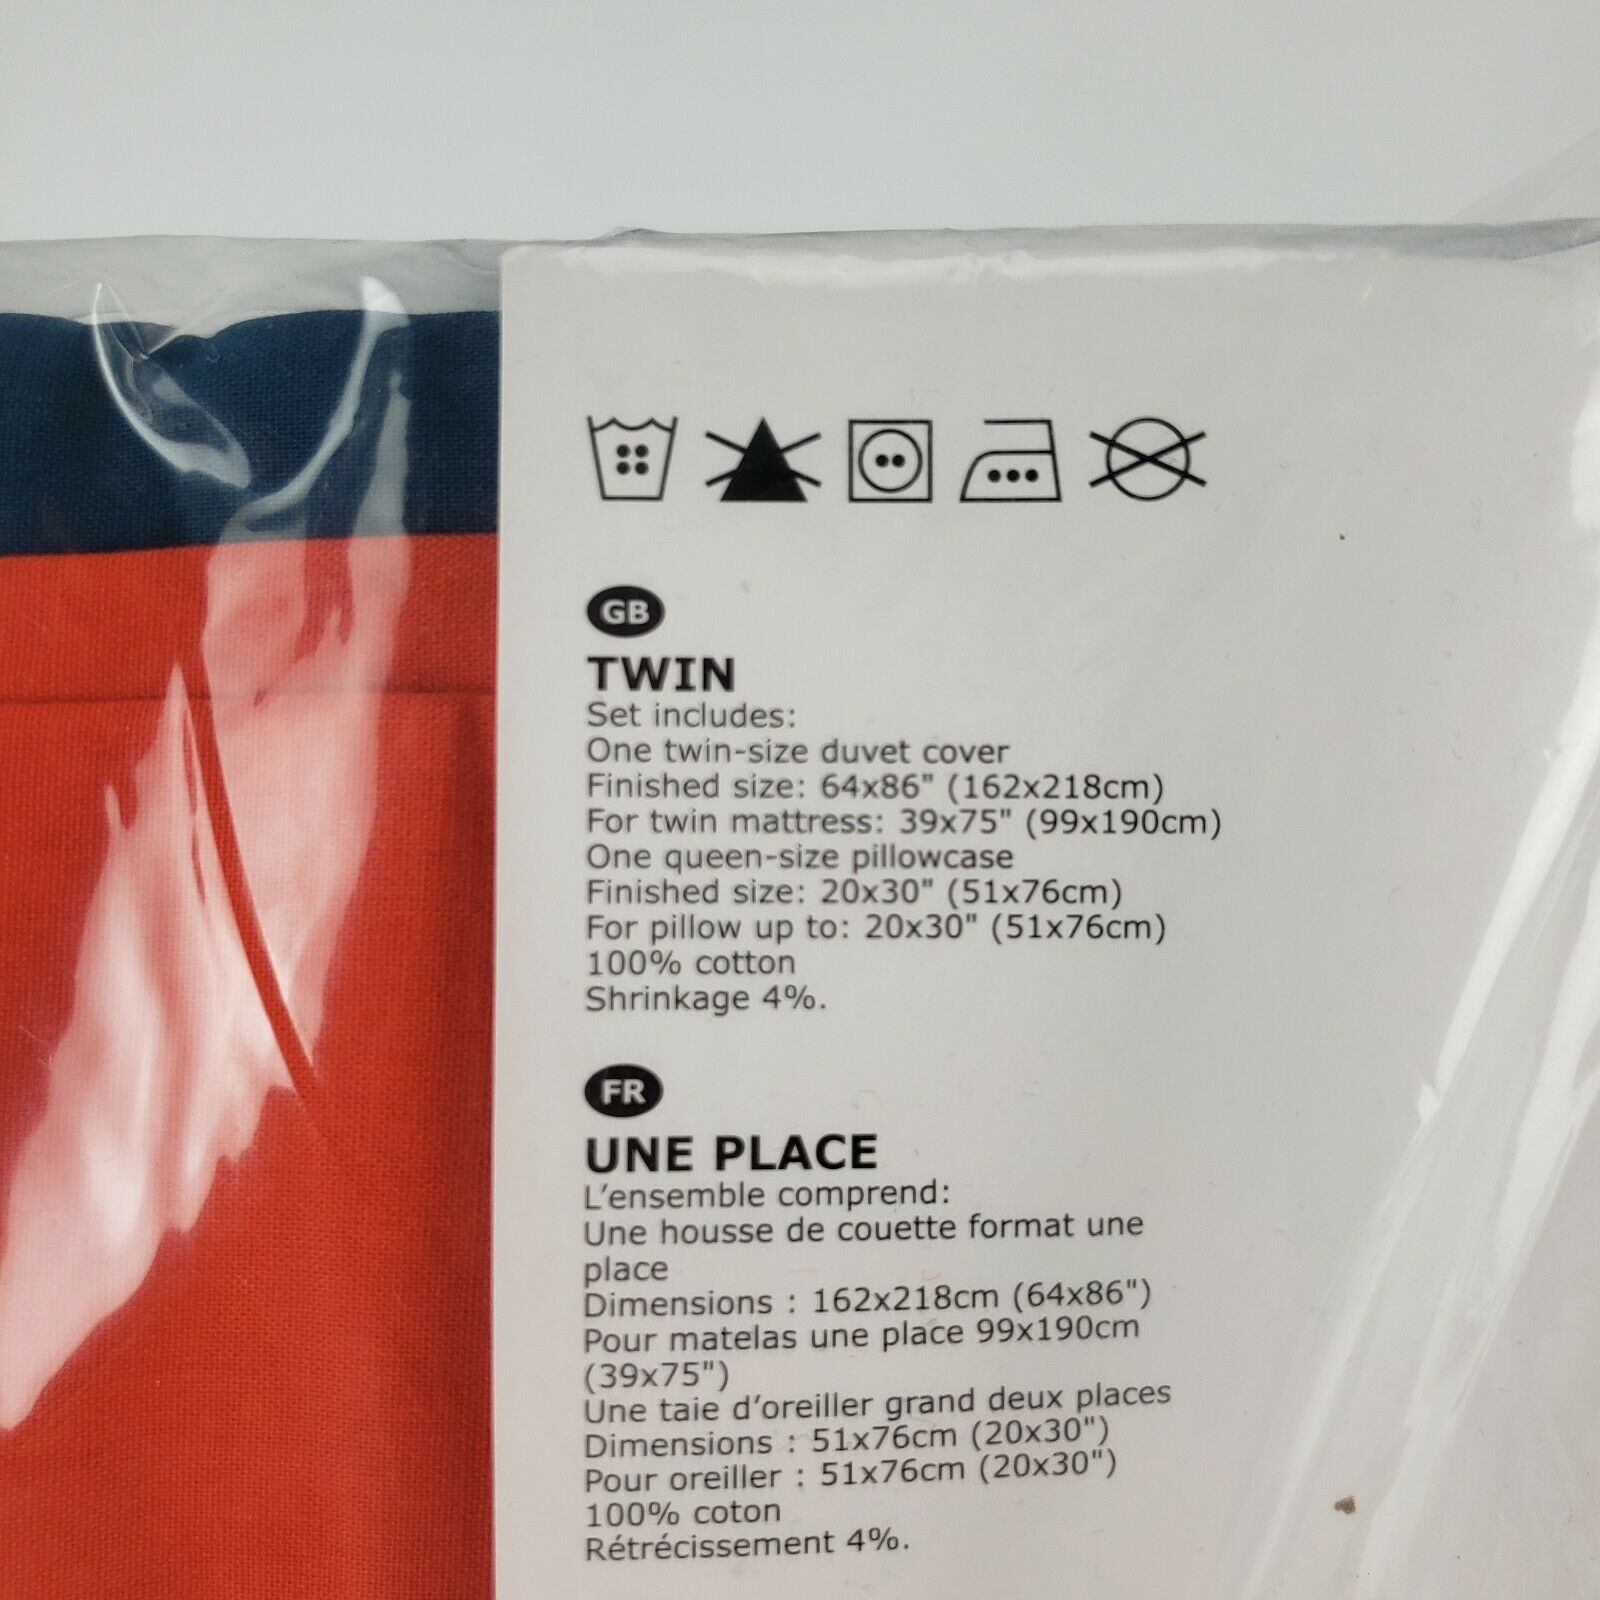 GB
TWIN
Set includes:
One twin-size duvet cover
Finished size: 64x86" (162x218cm)
For twin mattress: 39x75" (99x190cm)
One queen-size pillowcase
Finished size: 20x30" (51x76cm)
For pillow up to: 20x30" (51x76cm)
100% cotton
Shrinkage 4%.
FR
UNE PLACE
L’ensemble comprend:
Une housse de couette format une
place
Dimensions : 162x218cm (64x86")
Pour matelas une place 99x190cm
(39x75")
Une taie d’oreiller grand deux places
Dimensions : 51x76cm (20x30")
Pour oreiller : 51x76cm (20x30")
100% coton
Rétrécissement 4%.